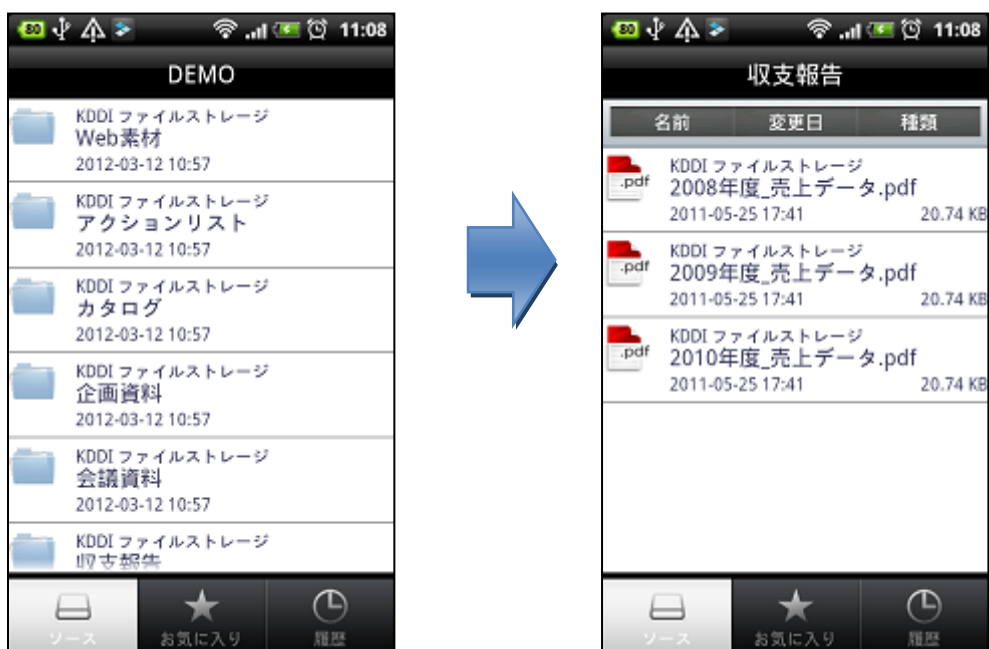 80
11:08
DEMO
KDDI ファイルストレージ
Web素材
2012-03-12 10:57
KDDI ファイルストレージ
アクションリスト
2012-03-12 10:57
KDDI ファイルストレージ
カタログ
2012-03-12 10:57
KDDI ファイルストレージ
企画資料
2012-03-12 10:57
KDDI ファイルストレージ
会議資料
2012-03-12 10:57
KDDI ファイルストレージ
収支報告
ソース お気に入り 履歴
80
11:08
収支報告
名前 変更日 種類
.pdf
KDDI ファイルストレージ
2008年度_売上データ.pdf
2011-05-25 17:41 20.74 KB
.pdf
KDDI ファイルストレージ
2009年度_売上データ.pdf
2011-05-25 17:41 20.74 KB
.pdf
KDDI ファイルストレージ
2010年度_売上データ.pdf
2011-05-25 17:41 20.74 KB
ソース お気に入り 履歴